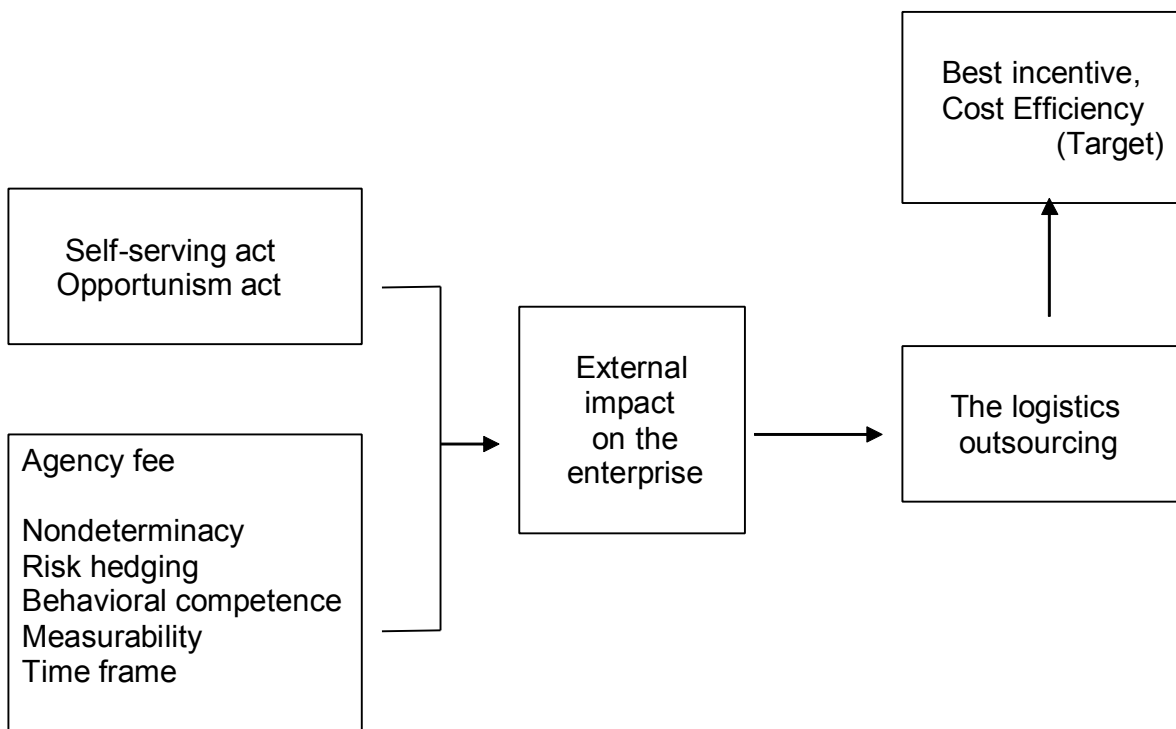 Best incentive,
Cost Efficiency
(Target)
Self-serving act
Opportunism act
External
impact
on the
enterprise
The logistics
outsourcing
Agency fee
Nondeterminacy
Risk hedging
Behavioral competence
Measurability
Time frame